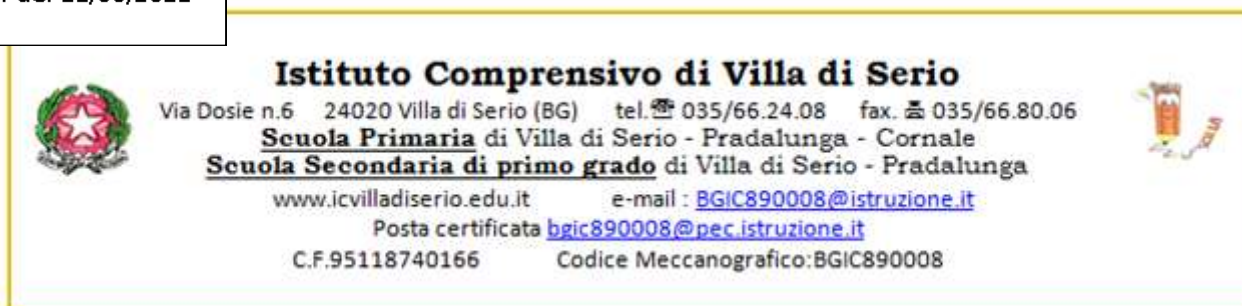 Istituto Comprensivo di Villa di Serio
Via Dosie n.6 24020 Villa di Serio (BG) tel.☎ 035/66.24.08 fax. 035/66.80.06
Scuola Primaria di Villa di Serio - Pradalunga - Cornale
Scuola Secondaria di primo grado di Villa di Serio - Pradalunga
www.icvilladiserio.edu.it e-mail : BGIC890008@istruzione.it
Posta certificata bgic890008@pec.istruzione.it
C.F.95118740166 Codice Meccanografico:BGIC890008